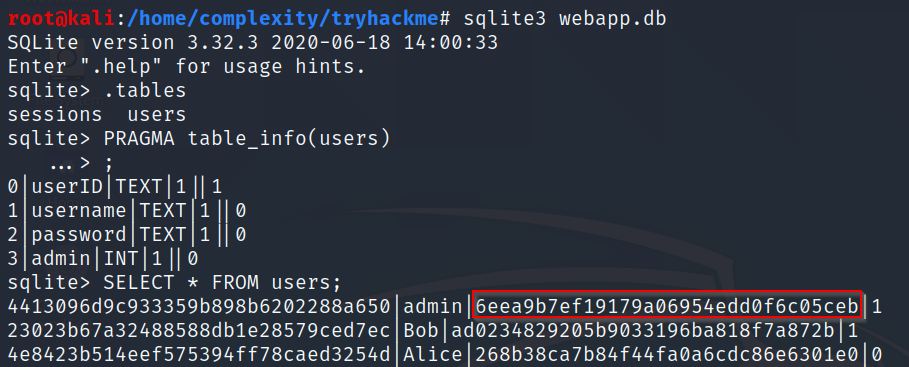 root@kali:/home/complexity/tryhackme# sqlite3 webapp.db
SQLite version 3.32.3 2020-06-18 14:00:33
Enter ".help" for usage hints.
sqlite> .tables
sessions  users
sqlite> PRAGMA table_info(users)
   ...> ;
0|userID|TEXT|1||1
1|username|TEXT|1||0
2|password|TEXT|1||0
3|admin|INT|1||0
sqlite> SELECT * FROM users;
4413096d9c933359b898b6202288a650|admin|6eea9b7ef19179a06954edd0f6c05ceb|1
23023b67a32488588db1e28579ced7ec|Bob|ad0234829205b9033196ba818f7a872b|1
4e8423b514eef575394ff78caed3254d|Alice|268b38ca7b84f44fa0a6cdc86e6301e0|0